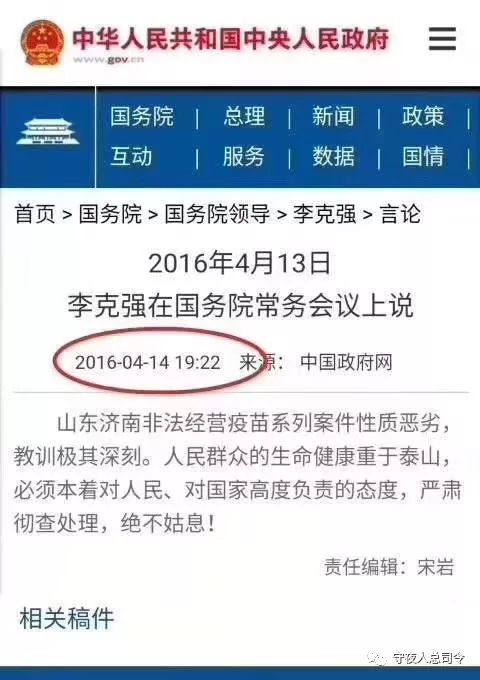 中华人民共和国中央人民政府
www.gov.cn
国务院 | 总理 | 新闻 | 政策 |
互动 | 服务 | 数据 | 国情 |
首页 > 国务院 > 国务院领导 > 李克强 > 言论
2016年4月13日
李克强在国务院常务会议上说
2016-04-14 19:22 来源： 中国政府网
山东济南非法经营疫苗系列案件性质恶劣，
教训极其深刻。人民群众的生命健康重于泰山，
必须本着对人民、对国家高度负责的态度，严肃
彻查处理，绝不姑息！
责任编辑：宋岩
相关稿件
守夜人总司令